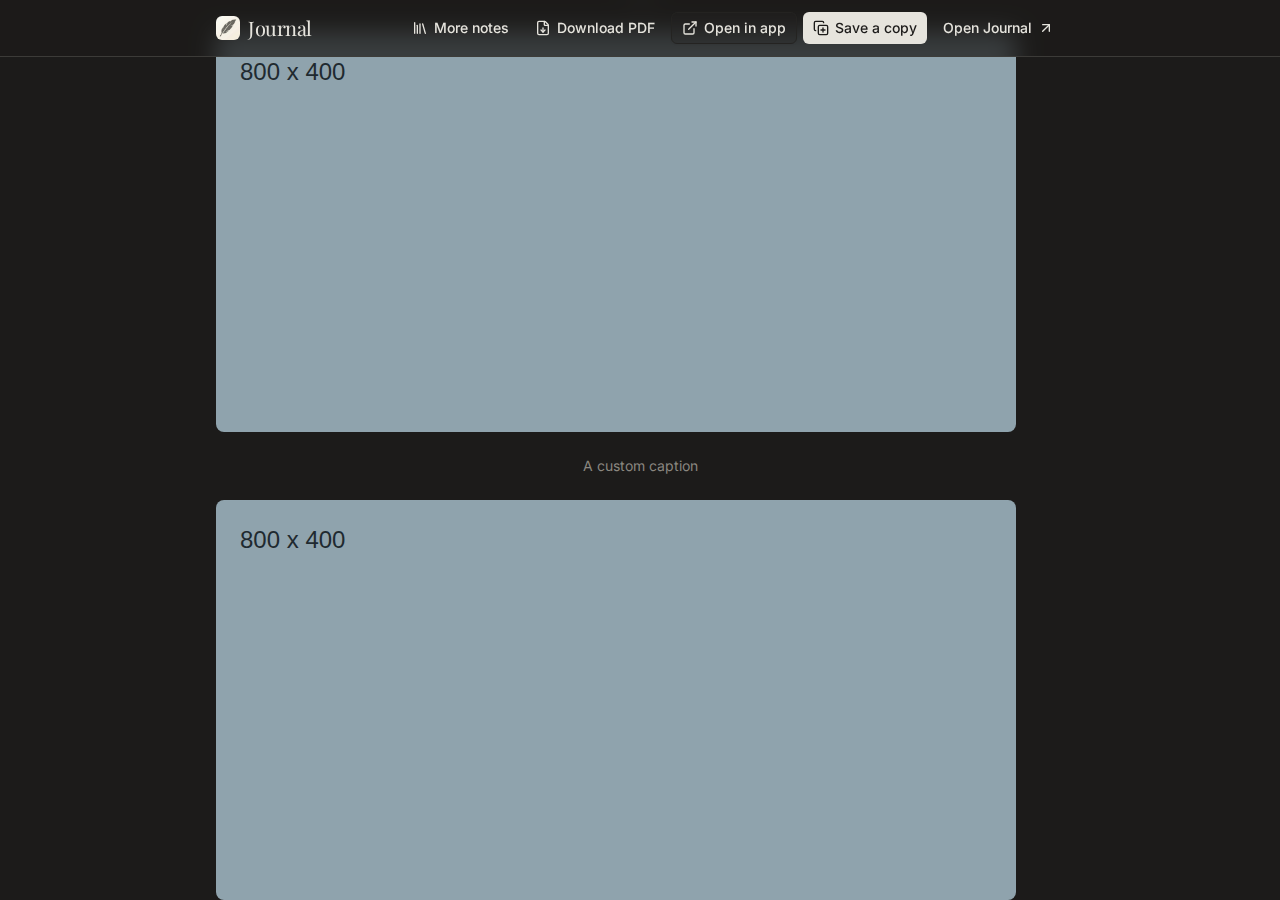 Journal
More notes
Download PDF
Open in app
Save a copy
Open Journal
800 x 400
A custom caption
800 x 400